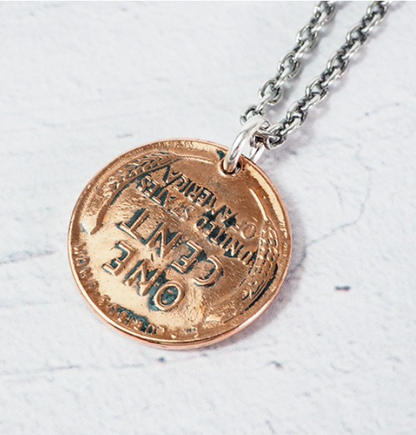 ONE
CENT
UNITED STATES
OF AMERICA